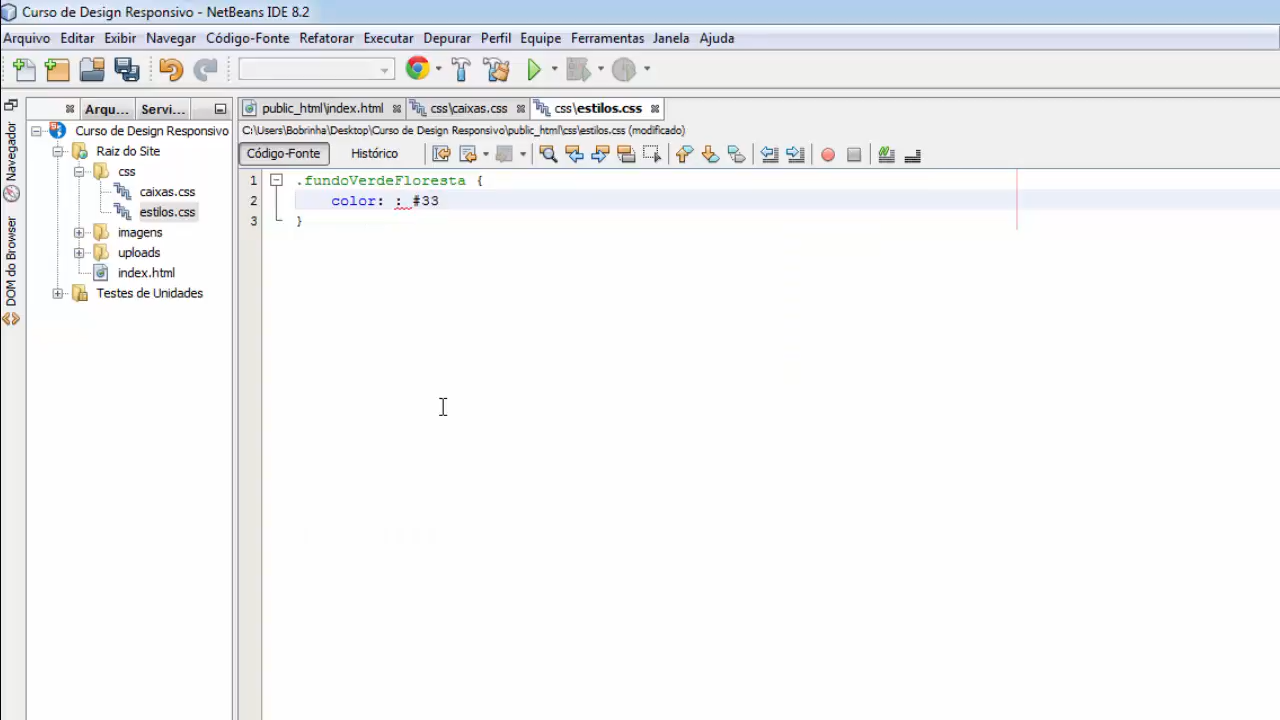 Curso de Design Responsivo - NetBeans IDE 8.2
Arquivo Editar Exibir Navegar Código-Fonte Refatorar Executar Depurar Perfil Equipe Ferramentas Janela Ajuda
Arqu... Servi... public_html\index.html css\caixas.css css\estilos.css
Curso de Design Responsivo
Raiz do Site
css
caixas.css
estilos.css
imagens
uploads
index.html
Testes de Unidades
Navegador
DOM do Browser
C:\Users\Bobrinha\Desktop\Curso de Design Responsivo\public_html\css\estilos.css (modificado)
Código-Fonte Histórico
1 .fundoVerdeFloresta {
2 color: : #33
3 }